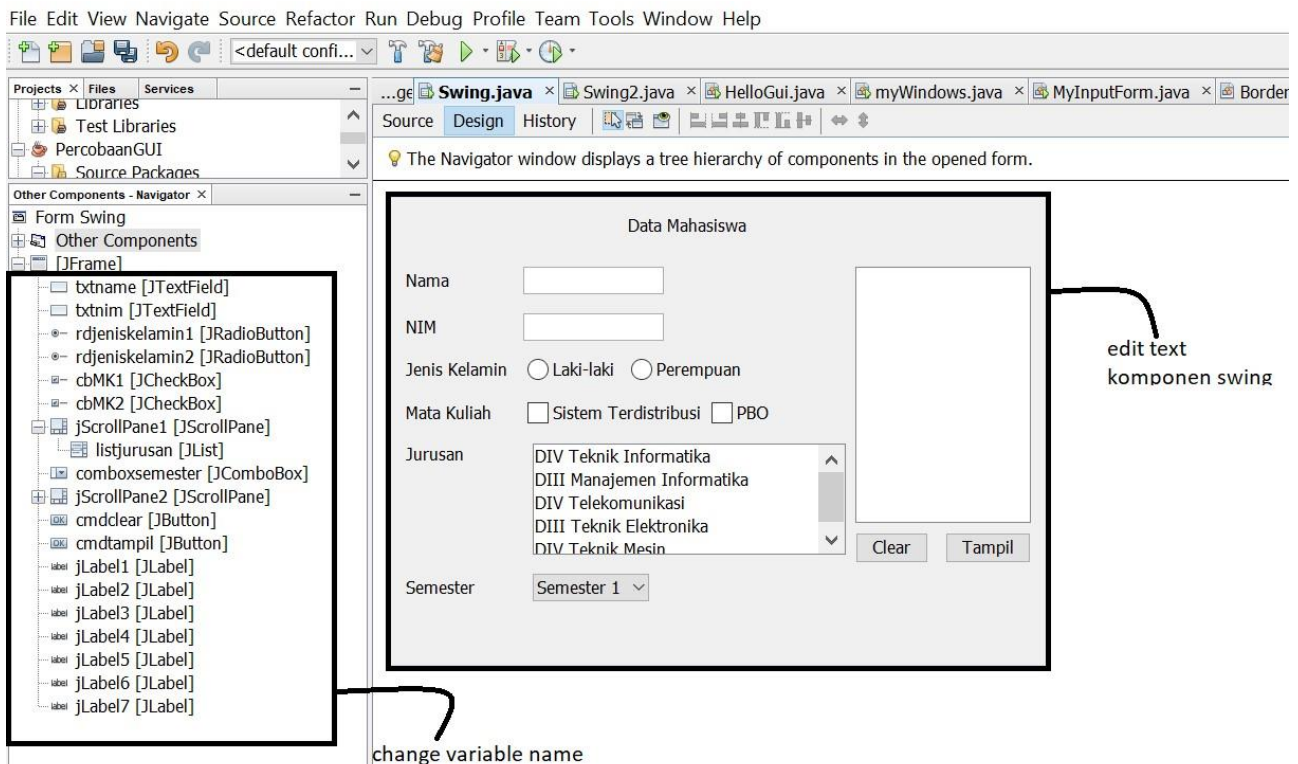 File Edit View Navigate Source Refactor Run Debug Profile Team Tools Window Help
<default confi...
Projects Files Services
Libraries
Test Libraries
PercobaanGUI
Source Packages
Other Components - Navigator
Form Swing
Other Components
[JFrame]
txtname [JTextField]
txtnim [JTextField]
rdjeniskelamin1 [JRadioButton]
rdjeniskelamin2 [JRadioButton]
cbMK1 [JCheckBox]
cbMK2 [JCheckBox]
jScrollPane1 [JScrollPane]
listjurusan [JList]
comboxsemester [JComboBox]
jScrollPane2 [JScrollPane]
cmdclear [JButton]
cmdtampil [JButton]
jLabel1 [JLabel]
jLabel2 [JLabel]
jLabel3 [JLabel]
jLabel4 [JLabel]
jLabel5 [JLabel]
jLabel6 [JLabel]
jLabel7 [JLabel]
...ge Swing.java Swing2.java HelloGui.java myWindows.java MyInputForm.java Border
Source Design History
The Navigator window displays a tree hierarchy of components in the opened form.
Data Mahasiswa
Nama
NIM
Jenis Kelamin Laki-laki Perempuan
Mata Kuliah Sistem Terdistribusi PBO
Jurusan
DIV Teknik Informatika
DIII Manajemen Informatika
DIV Telekomunikasi
DIII Teknik Elektronika
DIV Teknik Mesin
Clear Tampil
Semester Semester 1
edit text
komponen swing
change variable name